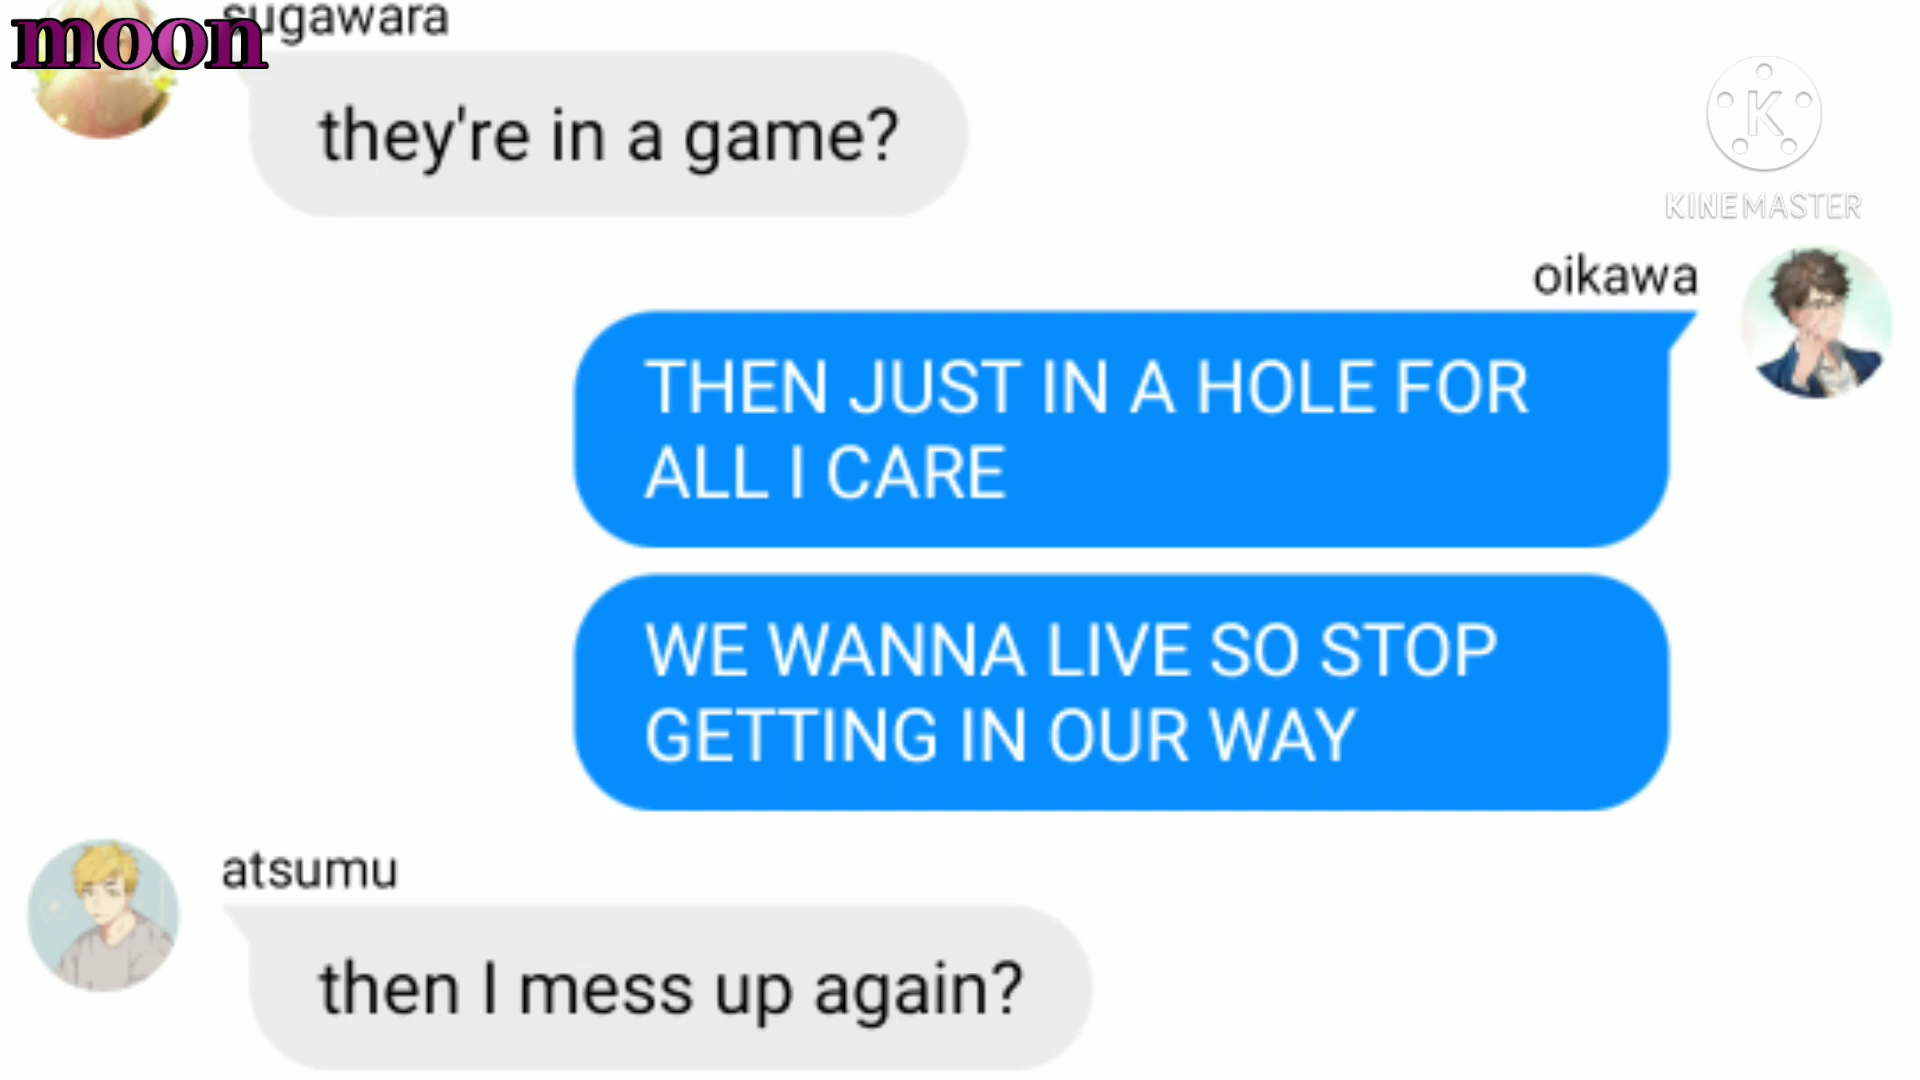 moon
sugawara
they're in a game?
K
KINEMASTER
oikawa
THEN JUST IN A HOLE FOR
ALL I CARE
WE WANNA LIVE SO STOP
GETTING IN OUR WAY
atsumu
then I mess up again?